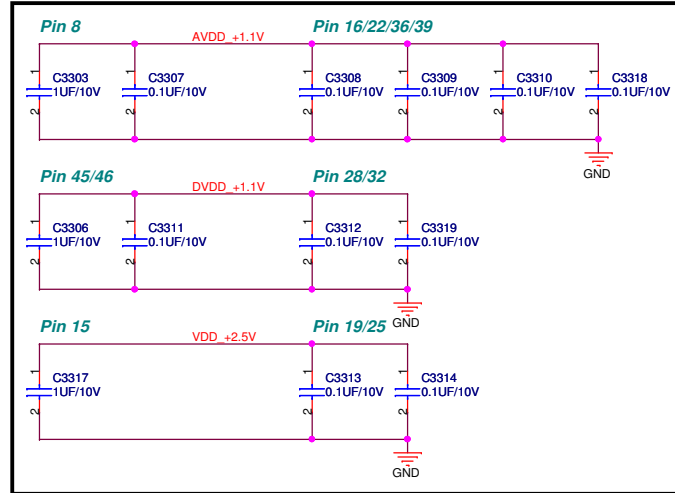 Pin 8
Pin 16/22/36/39
AVDD_+1.1V
1
C3303
1UF/10V
2
1
C3307
0.1UF/10V
2
1
C3308
0.1UF/10V
2
1
C3309
0.1UF/10V
2
1
C3310
0.1UF/10V
2
1
C3318
0.1UF/10V
2
GND
Pin 45/46
Pin 28/32
DVDD_+1.1V
1
C3306
1UF/10V
2
1
C3311
0.1UF/10V
2
1
C3312
0.1UF/10V
2
1
C3319
0.1UF/10V
2
GND
Pin 15
Pin 19/25
VDD_+2.5V
1
C3317
1UF/10V
2
1
C3313
0.1UF/10V
2
1
C3314
0.1UF/10V
2
GND